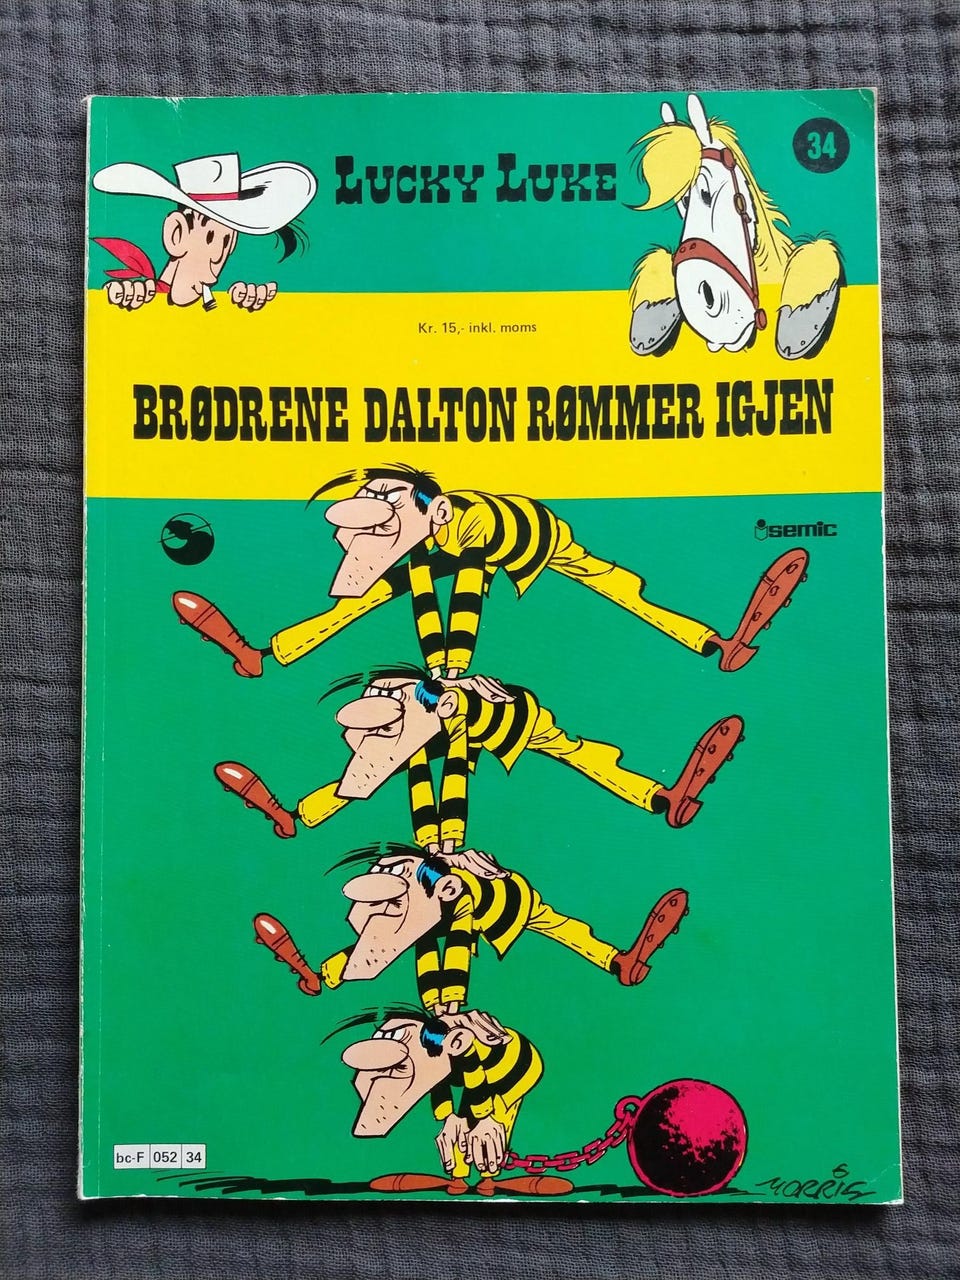 LUCKY LUKE
34
Kr. 15,- inkl. moms
BRØDRENE DALTON RØMMER IGJEN
semic
bc-F 052 34
MORRIS